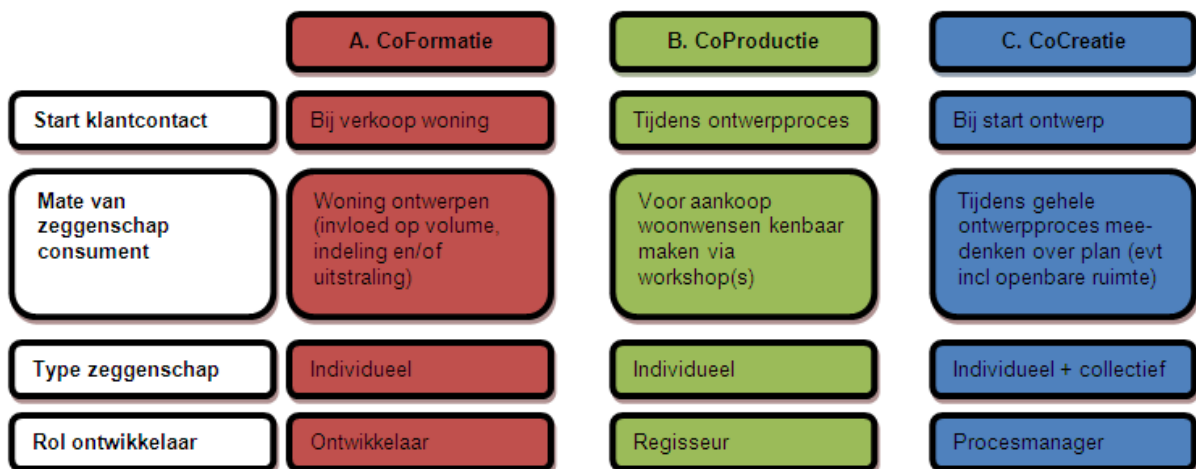 A. CoFormatie
B. CoProductie
C. CoCreatie
Start klantcontact
Bij verkoop woning
Tijdens ontwerpproces
Bij start ontwerp
Mate van
zeggenschap
consument
Woning ontwerpen
(invloed op volume,
indeling en/of
uitstraling)
Voor aankoop
woonwensen kenbaar
maken via
workshop(s)
Tijdens gehele
ontwerpproces mee-
denken over plan (evt
incl openbare ruimte)
Type zeggenschap
Individueel
Individueel
Individueel + collectief
Rol ontwikkelaar
Ontwikkelaar
Regisseur
Procesmanager